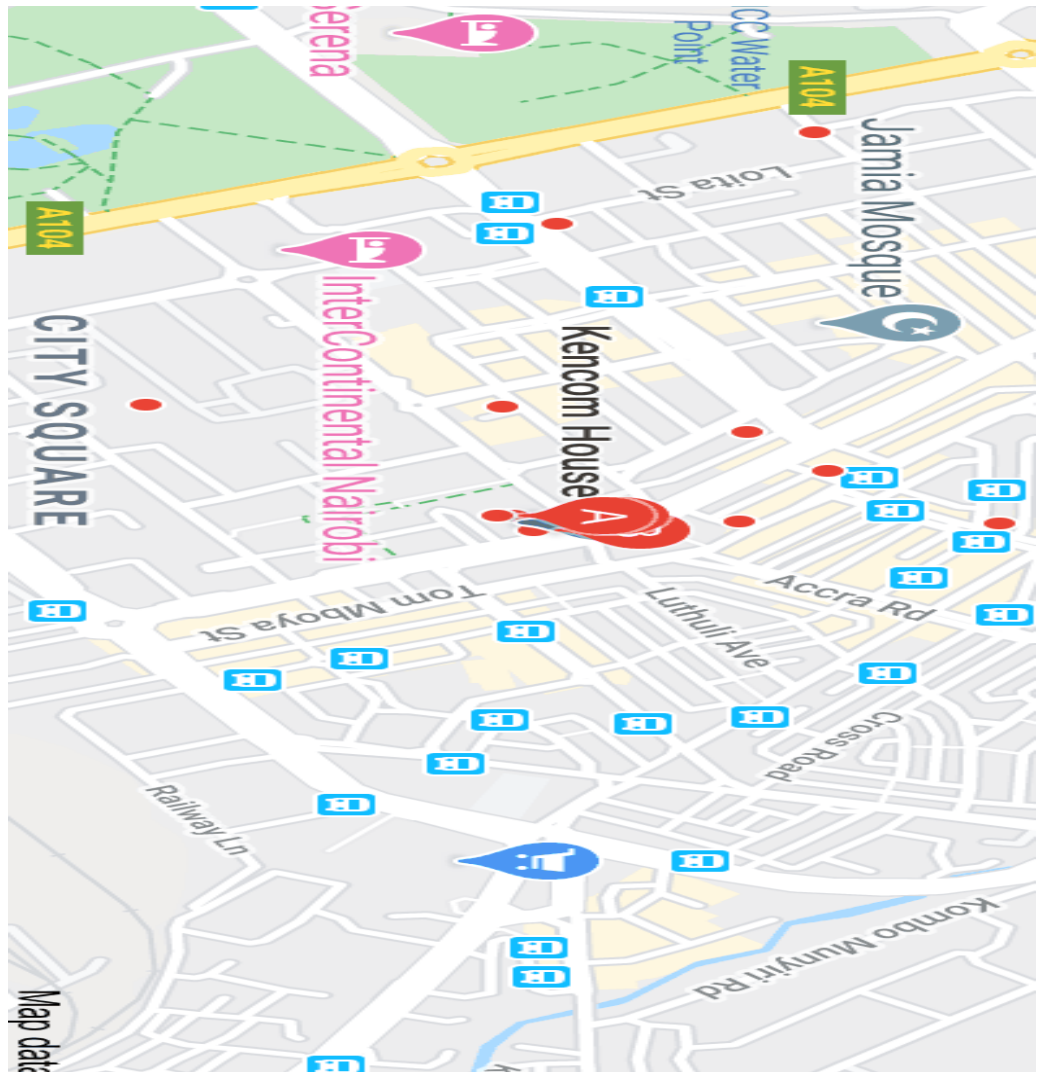 Jamia Mosque
A104
Accra Rd
Kombo Munyiri Rd
Cross Road
ICC Water
Point
Loita St
Luthuli Ave
Kencom House
A
Serena
InterContinental Nairobi
Tom Mboya St
Railway Ln
A104
CITY SQUARE
Map data